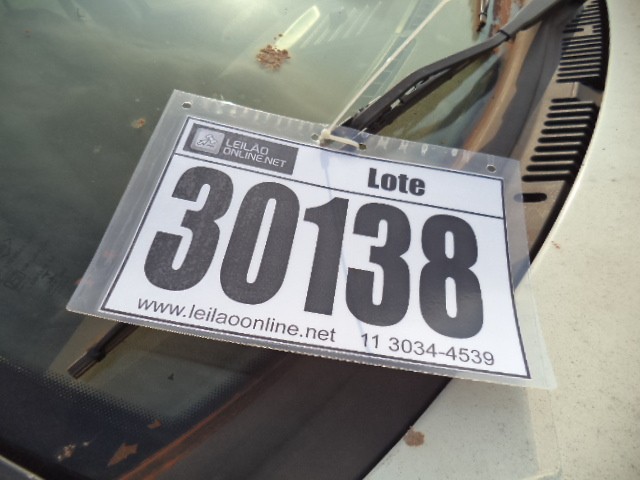 LEILÃO
ONLINE.NET
Lote
30138
www.leilaoonline.net 11 3034-4539